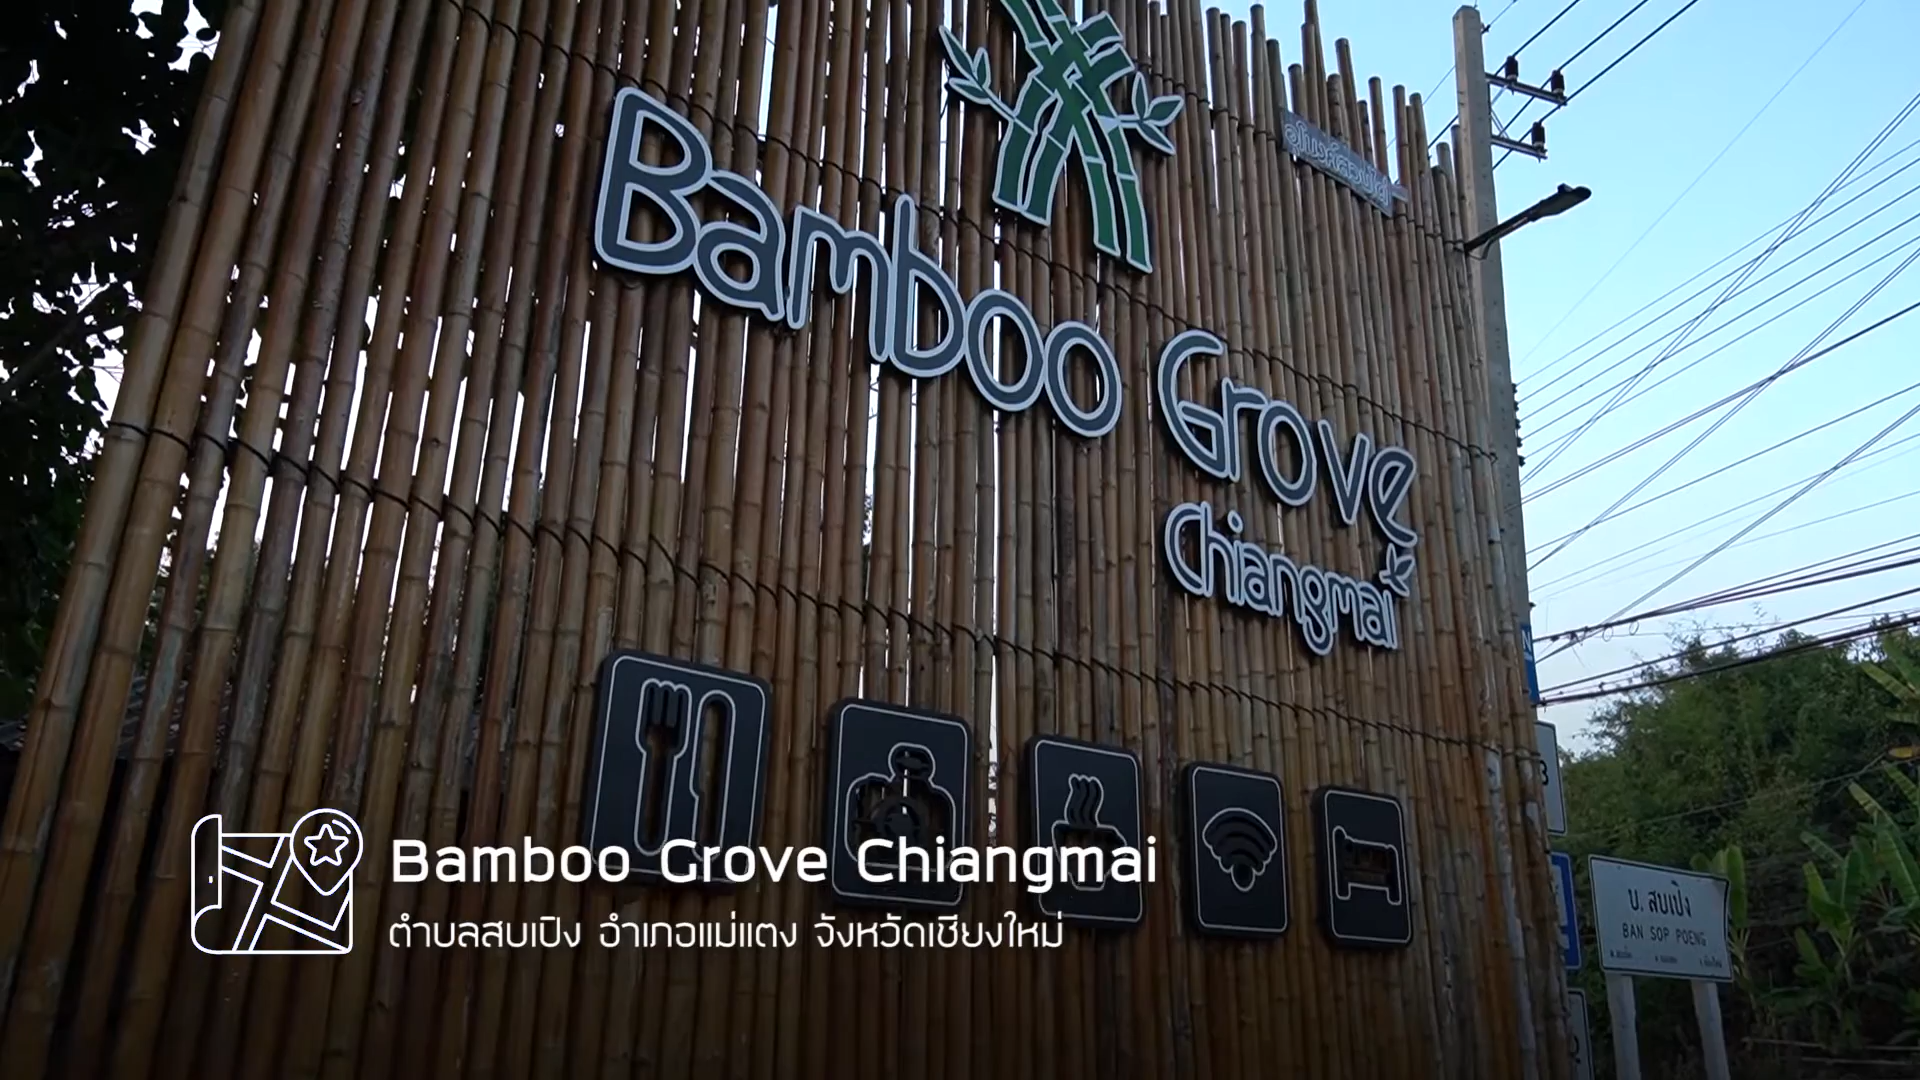 Bamboo Grove
Chiangmai
Bamboo Grove Chiangmai
ตำบลสบเปิง อำเภอแม่แตง จังหวัดเชียงใหม่
บ. สบเปิง
BAN SOP POENG